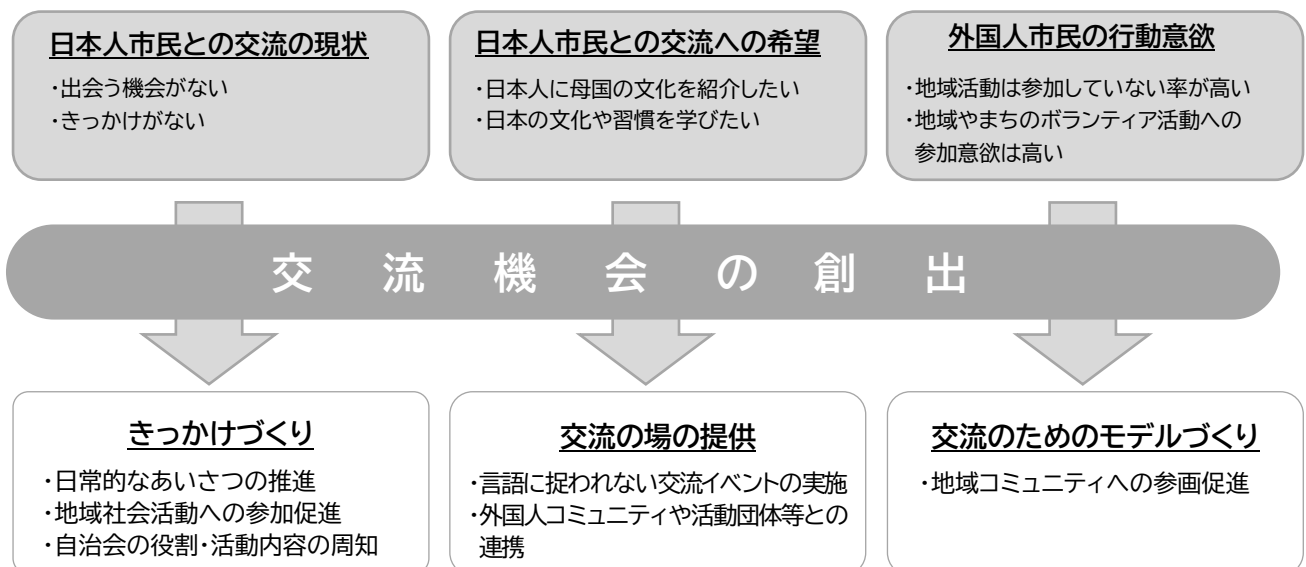 日本人市民との交流の現状
・出会う機会がない
・きっかけがない
日本人市民との交流への希望
・日本人に母国の文化を紹介したい
・日本の文化や習慣を学びたい
外国人市民の行動意欲
・地域活動は参加していない率が高い
・地域やまちのボランティア活動への
参加意欲は高い
交流機会の創出
きっかけづくり
・日常的なあいさつの推進
・地域社会活動への参加促進
・自治会の役割・活動内容の周知
交流の場の提供
・言語に捉われない交流イベントの実施
・外国人コミュニティや活動団体等との
連携
交流のためのモデルづくり
・地域コミュニティへの参画促進